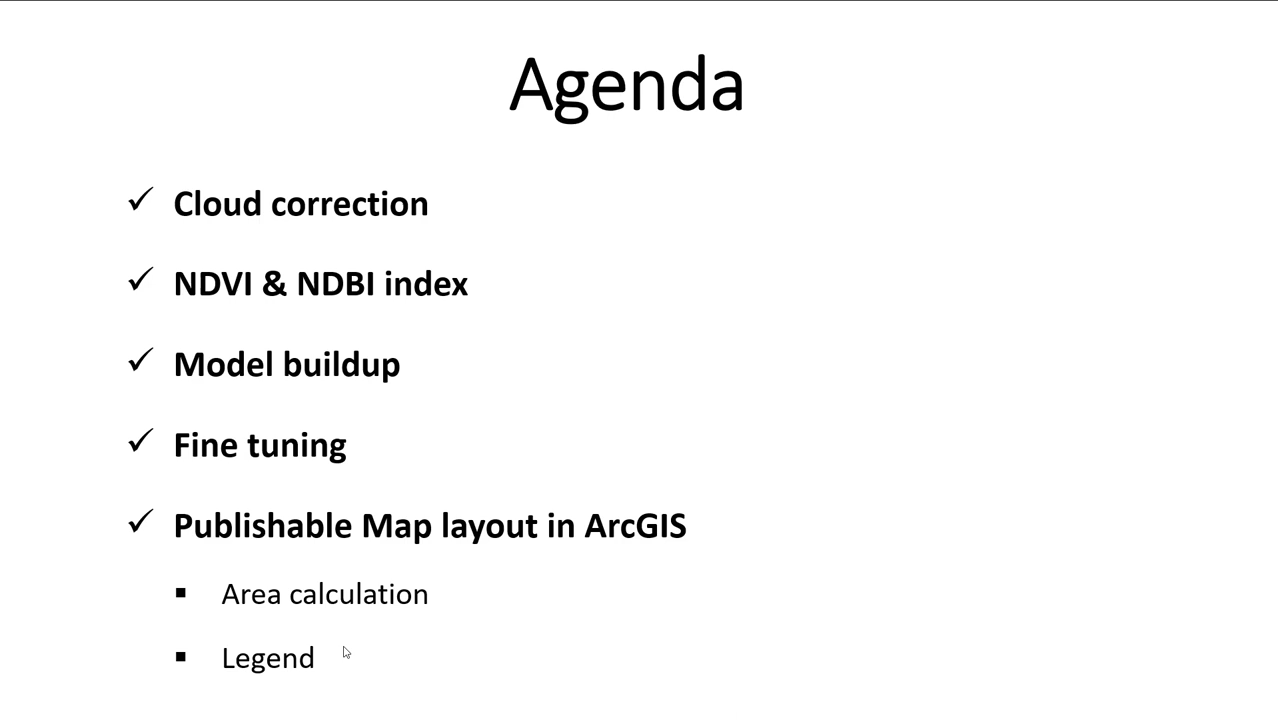 Agenda
✓ Cloud correction
✓ NDVI & NDBI index
✓ Model buildup
✓ Fine tuning
✓ Publishable Map layout in ArcGIS
▪ Area calculation
▪ Legend